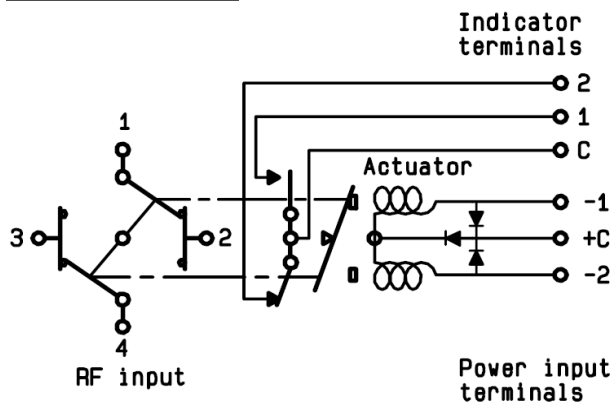 Indicator
terminals
2
1
1
C
Actuator
-1
3
2
+C
-2
4
RF input
Power input
terminals